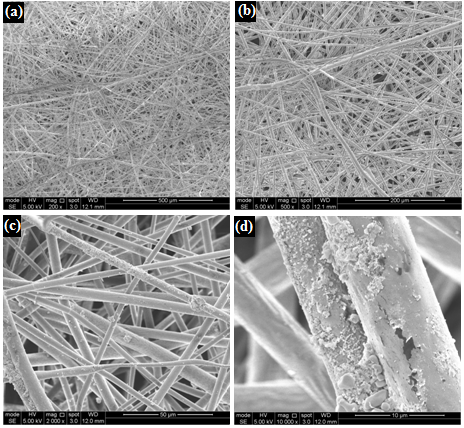 (a)
mode HV mag □ spot WD 500 µm
SE 5.00 kV 200 x 3.0 12.1 mm
(b)
mode HV mag □ spot WD 200 µm
SE 5.00 kV 500 x 3.0 12.1 mm
(c)
mode HV mag □ spot WD 50 µm
SE 5.00 kV 2 000 x 3.0 12.0 mm
(d)
mode HV mag □ spot WD 10 µm
SE 5.00 kV 10 000 x 3.0 12.0 mm